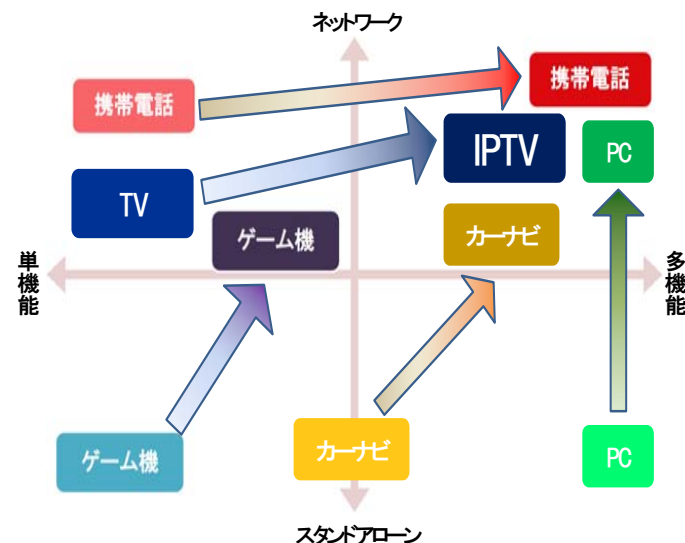 ネットワーク
携帯電話
携帯電話
IPTV
PC
TV
ゲーム機
カーナビ
単機能
多機能
ゲーム機
カーナビ
PC
スタンドアローン